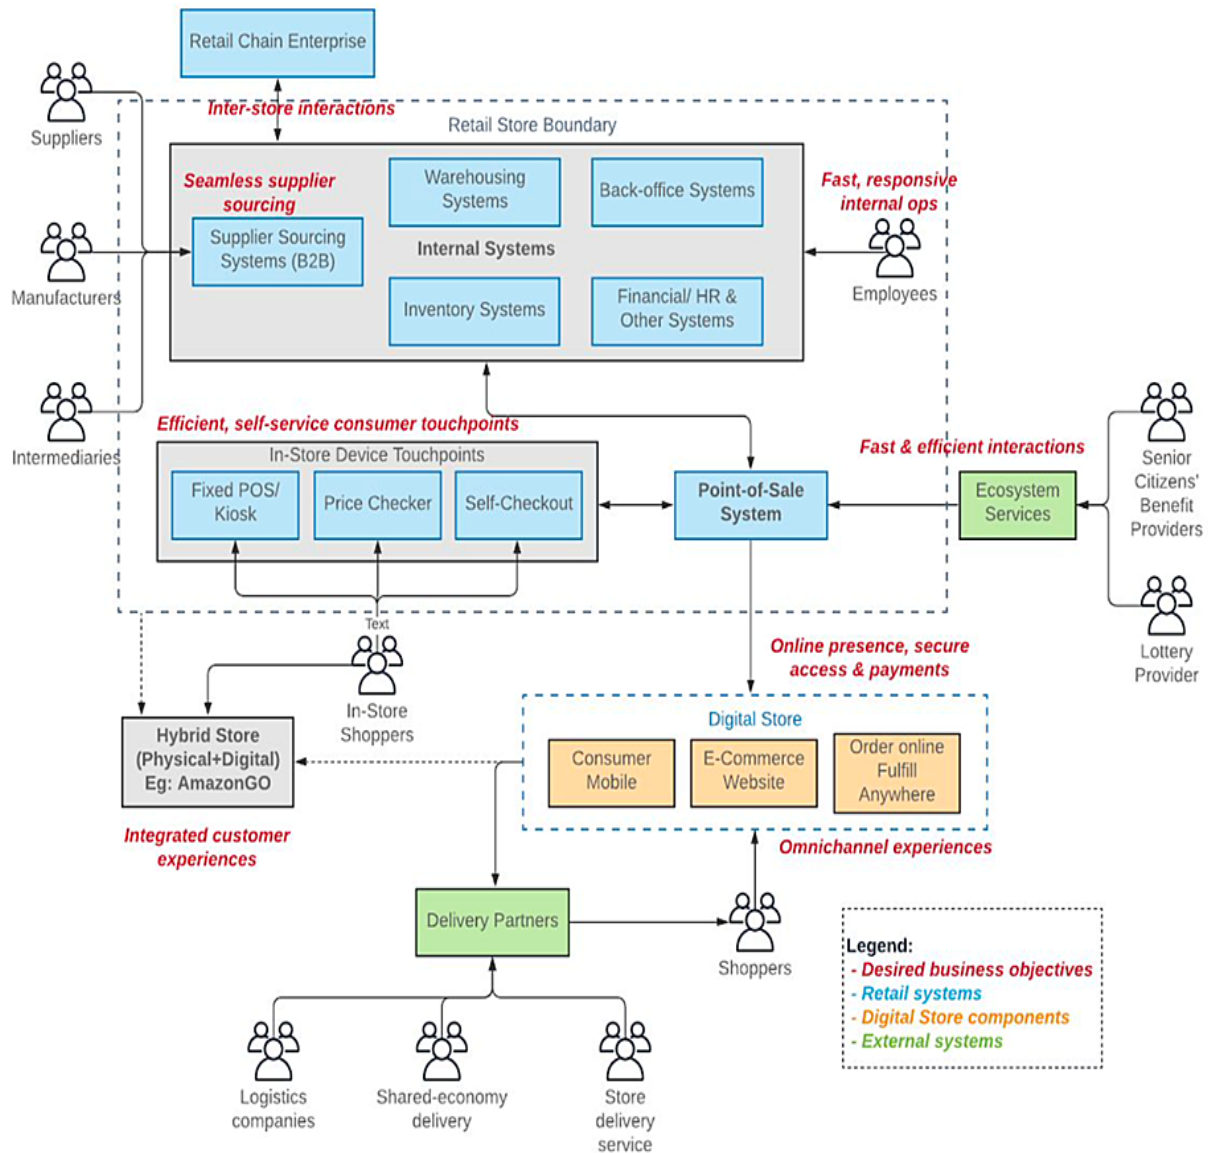 Retail Chain Enterprise
Suppliers
Inter-store interactions
Retail Store Boundary
Seamless supplier
sourcing
Supplier Sourcing
Systems (B2B)
Warehousing
Systems
Back-office Systems
Internal Systems
Inventory Systems
Financial/ HR &
Other Systems
Fast, responsive
internal ops
Employees
Manufacturers
Intermediaries
Efficient, self-service consumer touchpoints
In-Store Device Touchpoints
Fixed POS/
Kiosk
Price Checker
Self-Checkout
Point-of-Sale
System
Fast & efficient interactions
Ecosystem
Services
Senior
Citizens'
Benefit
Providers
Lottery
Provider
Text
In-Store
Shoppers
Online presence, secure
access & payments
Hybrid Store
(Physical+Digital)
Eg: AmazonGO
Integrated customer
experiences
Digital Store
Consumer
Mobile
E-Commerce
Website
Order online
Fulfill
Anywhere
Omnichannel experiences
Delivery Partners
Shoppers
Logistics
companies
Shared-economy
delivery
Store
delivery
service
Legend:
- Desired business objectives
- Retail systems
- Digital Store components
- External systems